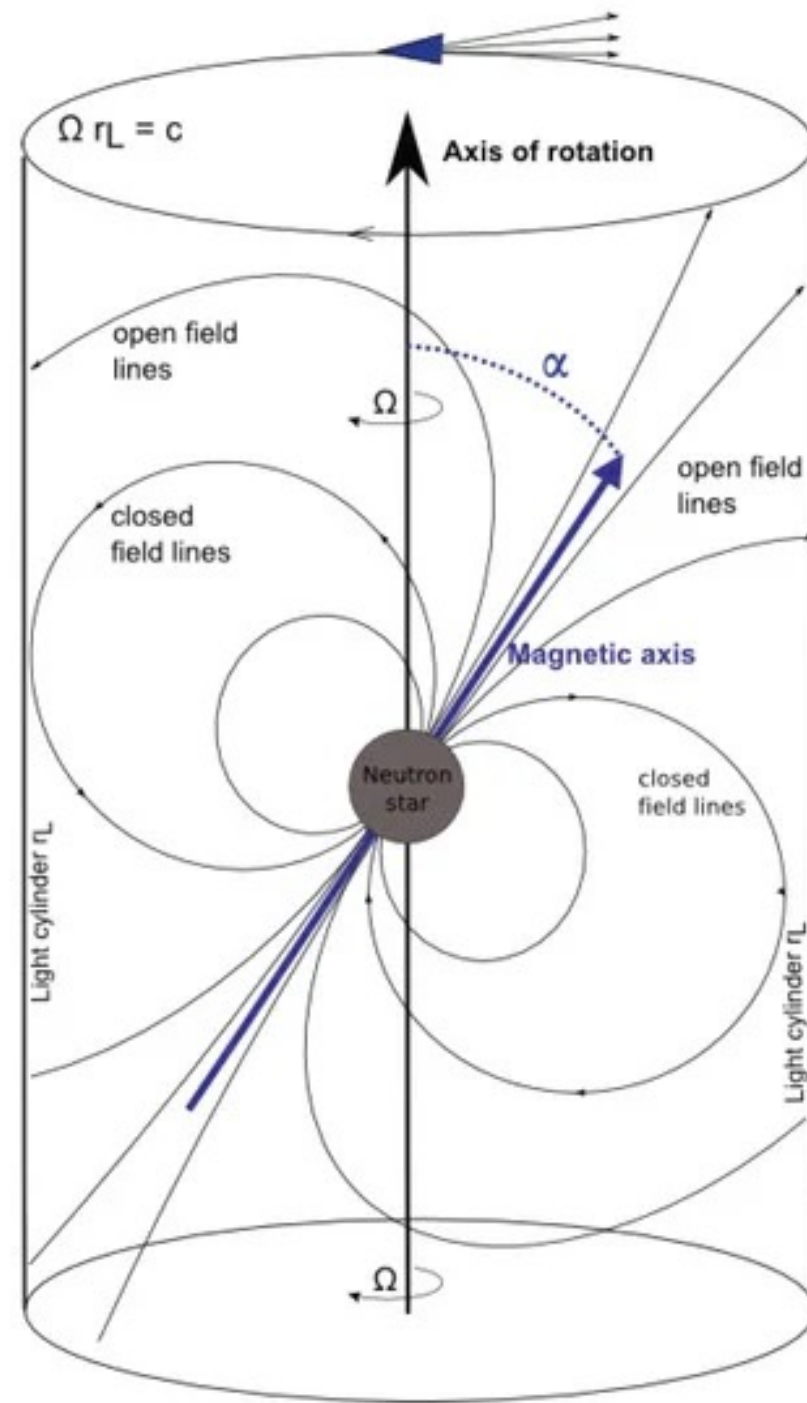 Ω rL = c
Axis of rotation
open field
lines
α
Ω
closed
field lines
open field
lines
Magnetic axis
Neutron
star
closed
field lines
Light cylinder rL
Light cylinder rL
Ω